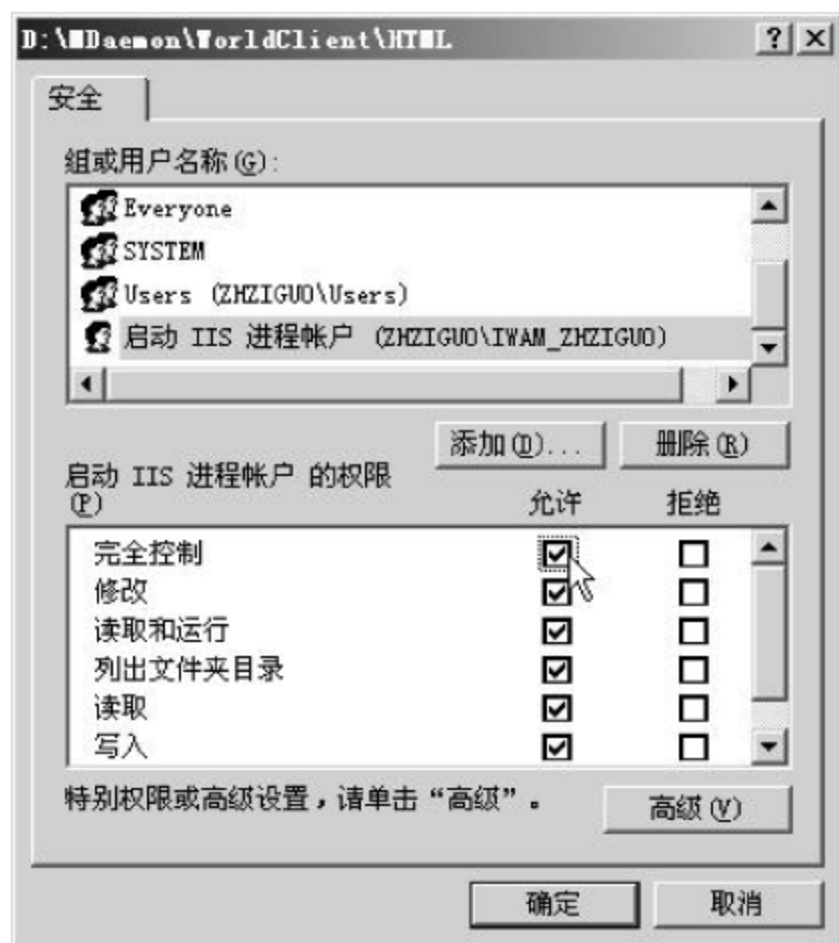 D:\MDaemon\WorldClient\HTML
安全
组或用户名称(G):
Everyone
SYSTEM
Users (ZHZIGUO\Users)
启动 IIS 进程帐户 (ZHZIGUO\IWAM_ZHZIGUO)
添加(D)... 删除(R)
启动 IIS 进程帐户 的权限
(P) 允许 拒绝
完全控制
修改
读取和运行
列出文件夹目录
读取
写入
特别权限或高级设置，请单击“高级”。 高级(V)
确定 取消